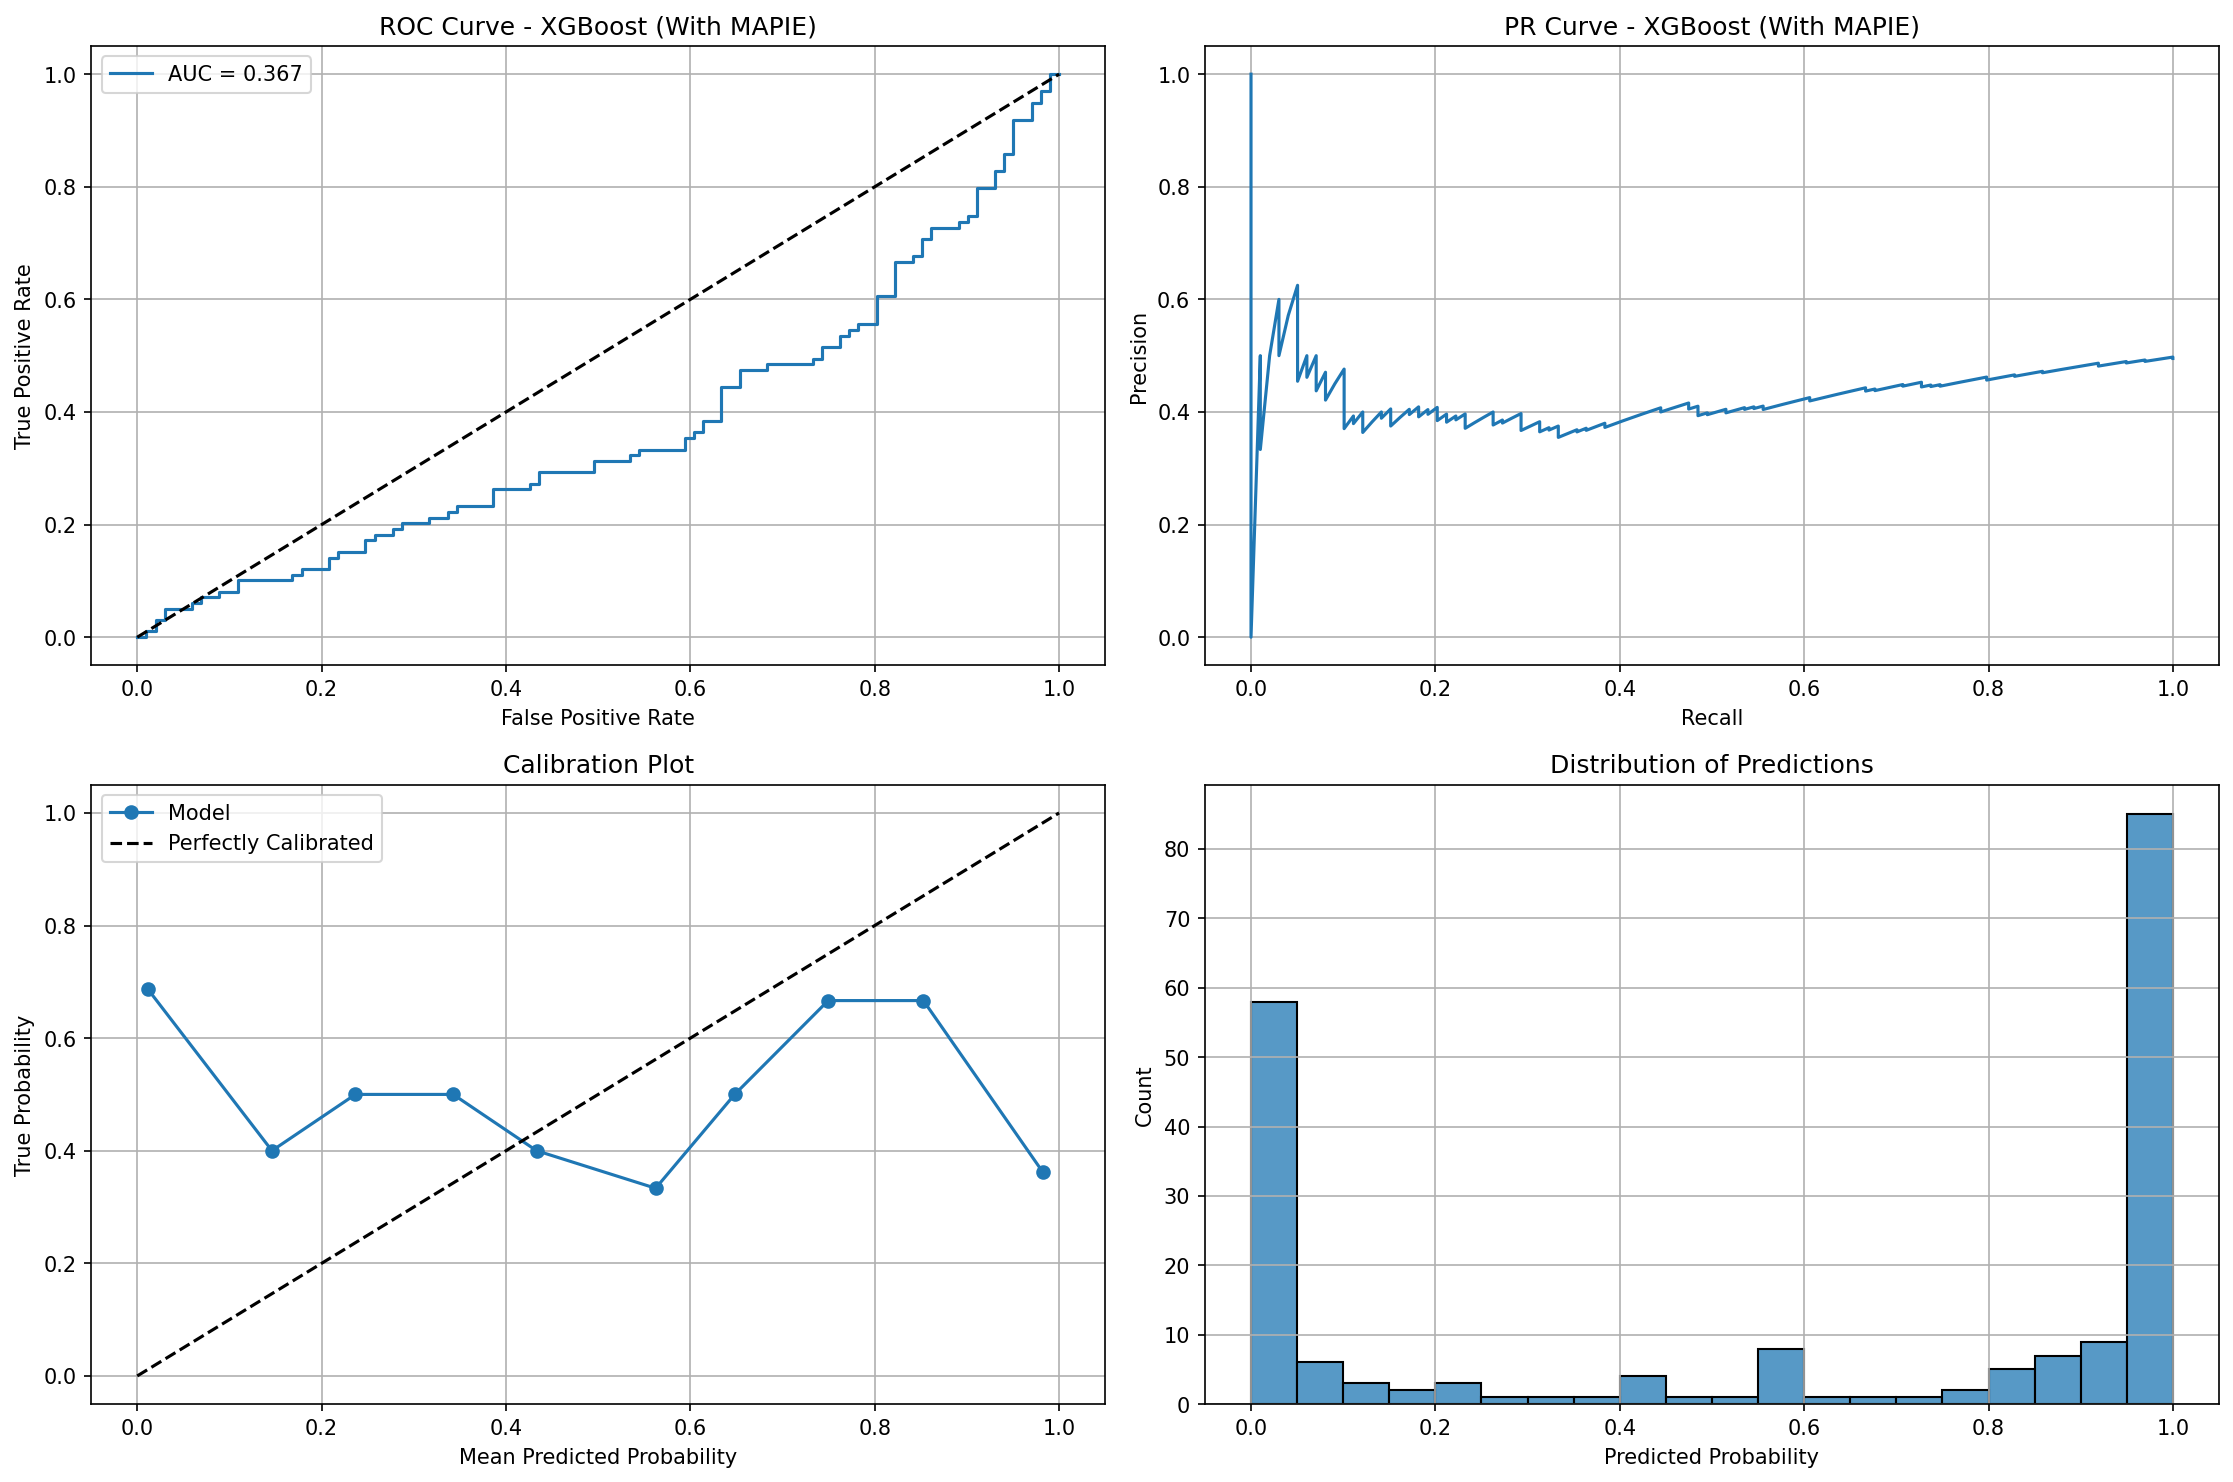 ROC Curve - XGBoost (With MAPIE)
AUC = 0.367
1.0
0.8
0.6
0.4
0.2
0.0
True Positive Rate
0.0 0.2 0.4 0.6 0.8 1.0
False Positive Rate
PR Curve - XGBoost (With MAPIE)
1.0
0.8
0.6
0.4
0.2
0.0
Precision
0.0 0.2 0.4 0.6 0.8 1.0
Recall
Calibration Plot
Model
Perfectly Calibrated
1.0
0.8
0.6
0.4
0.2
0.0
True Probability
0.0 0.2 0.4 0.6 0.8 1.0
Mean Predicted Probability
Distribution of Predictions
80
70
60
50
40
30
20
10
0
Count
0.0 0.2 0.4 0.6 0.8 1.0
Predicted Probability